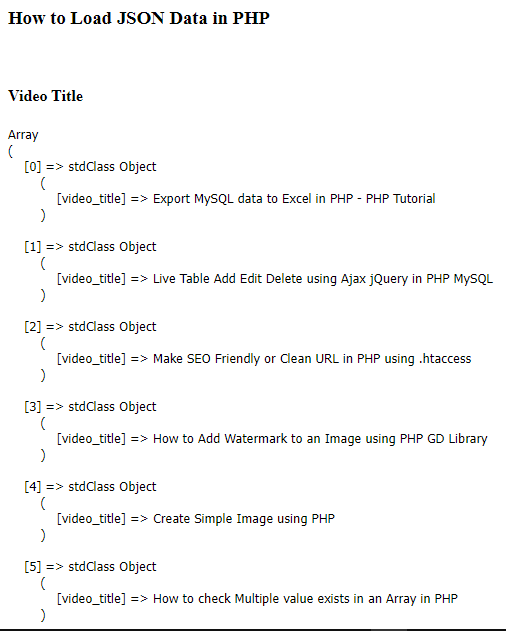 How to Load JSON Data in PHP
Video Title
Array
(
[0] => stdClass Object
(
[video_title] => Export MySQL data to Excel in PHP - PHP Tutorial
)
[1] => stdClass Object
(
[video_title] => Live Table Add Edit Delete using Ajax jQuery in PHP MySQL
)
[2] => stdClass Object
(
[video_title] => Make SEO Friendly or Clean URL in PHP using .htaccess
)
[3] => stdClass Object
(
[video_title] => How to Add Watermark to an Image using PHP GD Library
)
[4] => stdClass Object
(
[video_title] => Create Simple Image using PHP
)
[5] => stdClass Object
(
[video_title] => How to check Multiple value exists in an Array in PHP
)